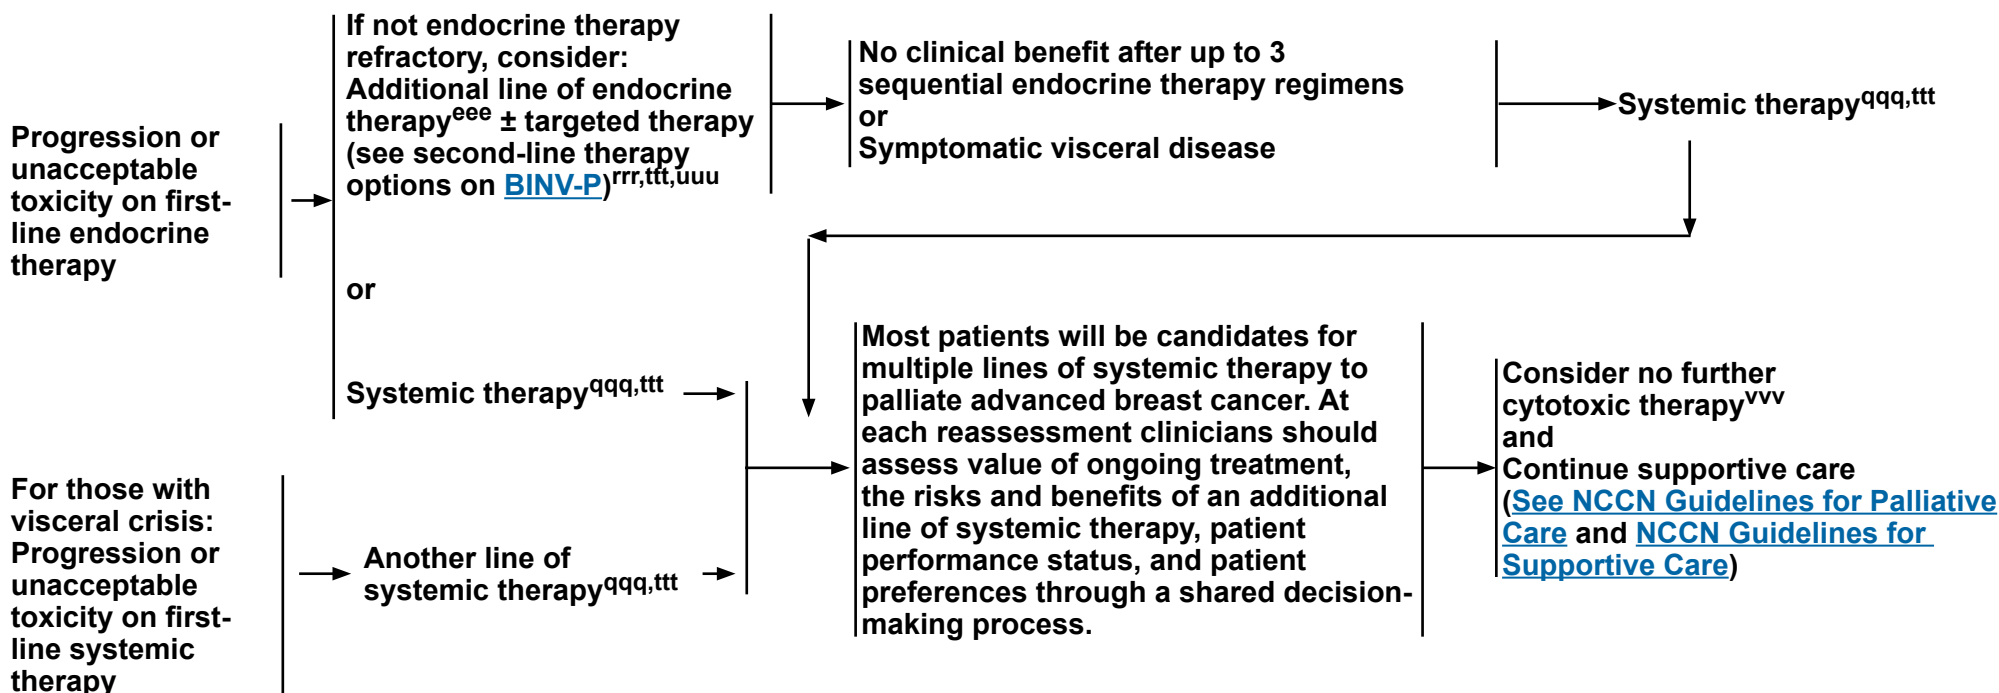 Progression or
unacceptable
toxicity on first-
line endocrine
therapy
If not endocrine therapy
refractory, consider:
Additional line of endocrine
therapyeee ± targeted therapy
(see second-line therapy
options on BINV-P)rrr,ttt,uuu
or
Systemic therapyqqq,ttt
No clinical benefit after up to 3
sequential endocrine therapy regimens
or
Symptomatic visceral disease
Systemic therapyqqq,ttt
For those with
visceral crisis:
Progression or
unacceptable
toxicity on first-
line systemic
therapy
Another line of
systemic therapyqqq,ttt
Most patients will be candidates for
multiple lines of systemic therapy to
palliate advanced breast cancer. At
each reassessment clinicians should
assess value of ongoing treatment,
the risks and benefits of an additional
line of systemic therapy, patient
performance status, and patient
preferences through a shared decision-
making process.
Consider no further
cytotoxic therapyvvv
and
Continue supportive care
(See NCCN Guidelines for Palliative
Care and NCCN Guidelines for
Supportive Care)